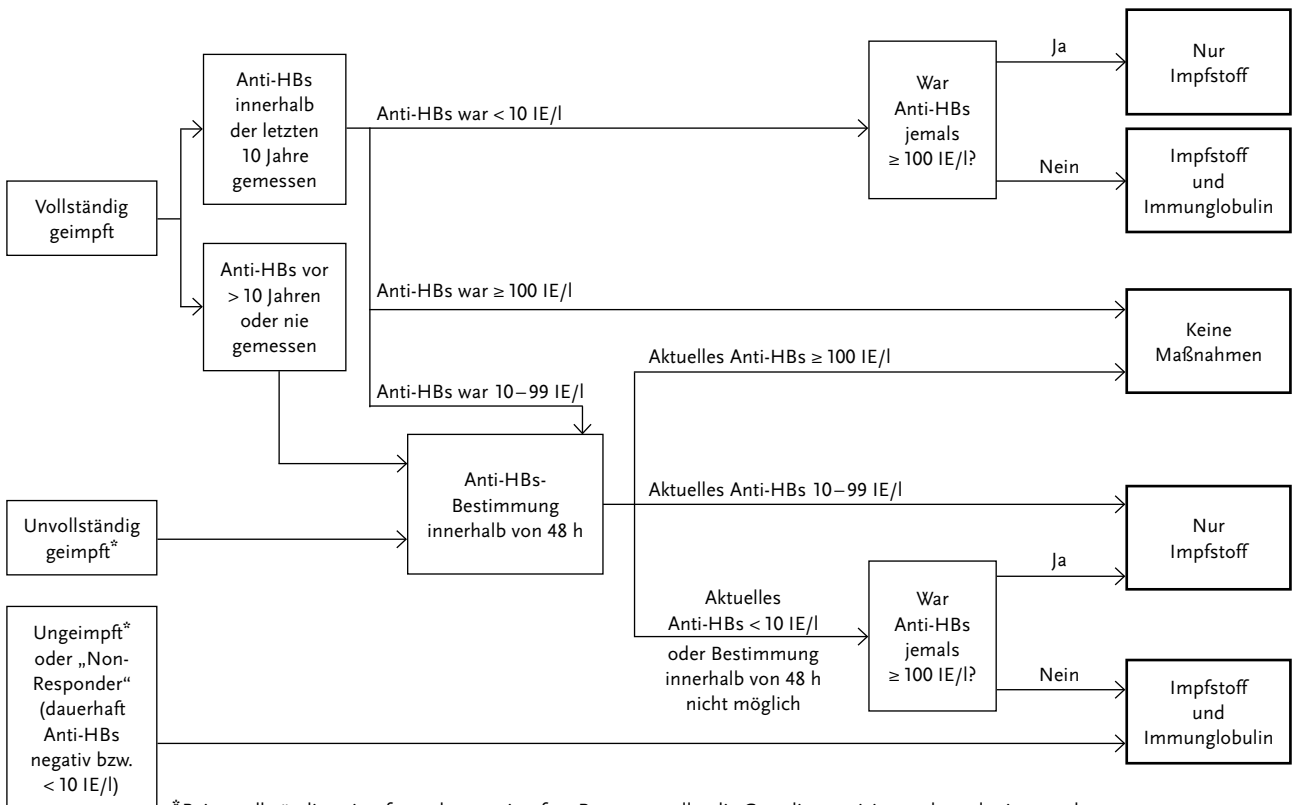 Vollständig
geimpft
Anti-HBs
innerhalb
der letzten
10 Jahre
gemessen
Anti-HBs vor
> 10 Jahren
oder nie
gemessen
Anti-HBs war < 10 IE/l
War
Anti-HBs
jemals
≥ 100 IE/l?
Ja
Nur
Impfstoff
Nein
Impfstoff
und
Immunglobulin
Anti-HBs war ≥ 100 IE/l
Keine
Maßnahmen
Aktuelles Anti-HBs ≥ 100 IE/l
Anti-HBs war 10–99 IE/l
Unvollständig
geimpft*
Anti-HBs-
Bestimmung
innerhalb von 48 h
Aktuelles Anti-HBs 10–99 IE/l
Nur
Impfstoff
Aktuelles
Anti-HBs < 10 IE/l
oder Bestimmung
innerhalb von 48 h
nicht möglich
War
Anti-HBs
jemals
≥ 100 IE/l?
Ja
Nein
Impfstoff
und
Immunglobulin
Ungeimpft*
oder „Non-
Responder“
(dauerhaft
Anti-HBs
negativ bzw.
< 10 IE/l)